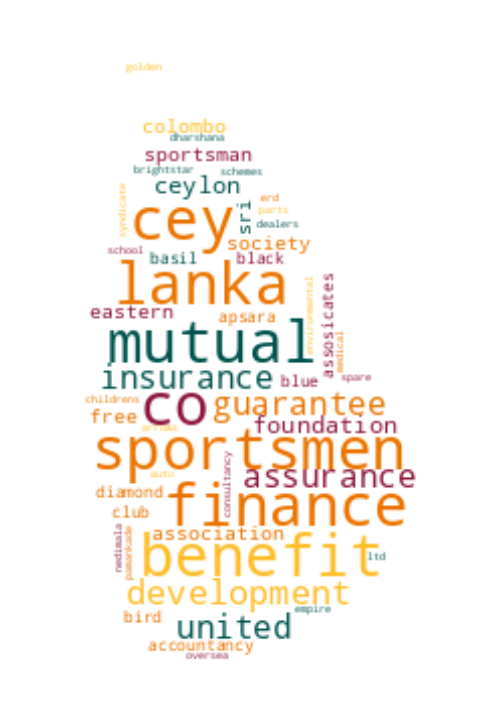 golden
colombo
dharshana
sportsman
brightstar schemes
ceylon
syndicate
cey
sri
erd
parts
dealers
society
school
basil black
lanka
environmental
assosicates
eastern
apsara
mutual
medical
insurance blue spare
childrens
co guarantee
free
foundation
sportsmen
assurance
auto
consultancy
diamond
finance
club
association
nedimala
pamankade
benefit
ltd
development
empire
bird
united
accountancy
oversea